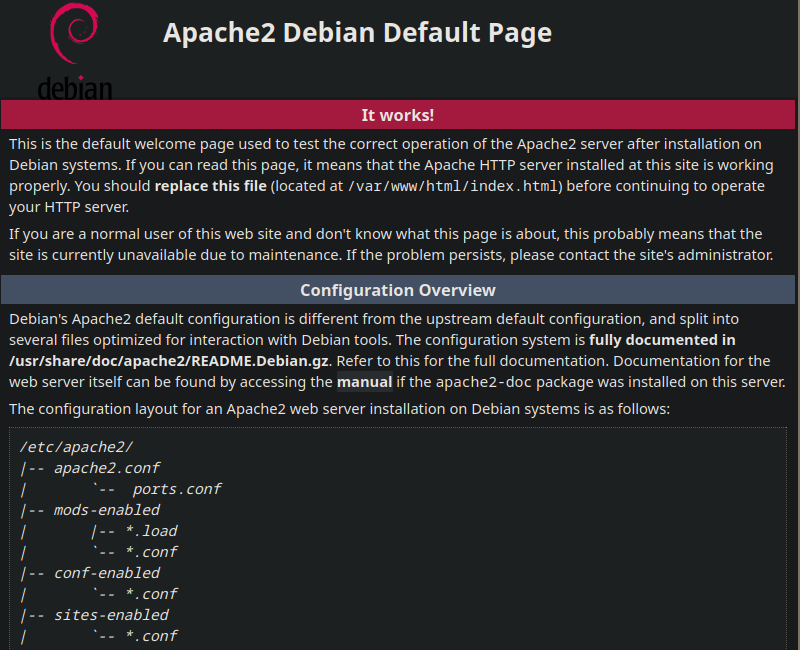 debian
Apache2 Debian Default Page
It works!
This is the default welcome page used to test the correct operation of the Apache2 server after installation on
Debian systems. If you can read this page, it means that the Apache HTTP server installed at this site is working
properly. You should replace this file (located at /var/www/html/index.html) before continuing to operate
your HTTP server.
If you are a normal user of this web site and don't know what this page is about, this probably means that the
site is currently unavailable due to maintenance. If the problem persists, please contact the site's administrator.
Configuration Overview
Debian's Apache2 default configuration is different from the upstream default configuration, and split into
several files optimized for interaction with Debian tools. The configuration system is fully documented in
/usr/share/doc/apache2/README.Debian.gz. Refer to this for the full documentation. Documentation for the
web server itself can be found by accessing the manual if the apache2-doc package was installed on this server.
The configuration layout for an Apache2 web server installation on Debian systems is as follows:
/etc/apache2/
|-- apache2.conf
|       `--  ports.conf
|-- mods-enabled
|       |-- *.load
|       `-- *.conf
|-- conf-enabled
|       `-- *.conf
|-- sites-enabled
|       `-- *.conf